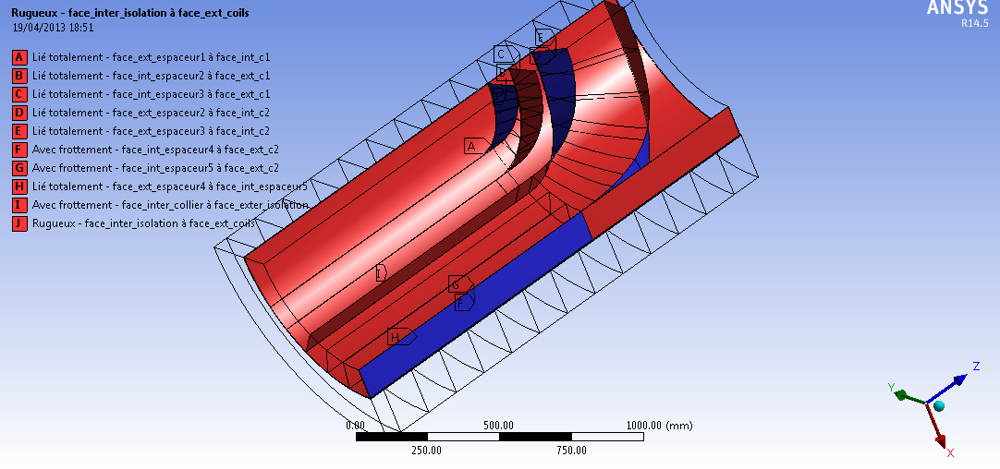 Rugueux - face_inter_isolation à face_ext_coils
19/04/2013 18:51
ANSYS
R14.5
A Lié totalement - face_ext_espaceur1 à face_int_c1
B Lié totalement - face_ext_espaceur2 à face_int_c1
C Lié totalement - face_int_espaceur3 à face_ext_c1
D Lié totalement - face_ext_espaceur2 à face_int_c2
E Lié totalement - face_ext_espaceur3 à face_int_c2
F Avec frottement - face_int_espaceur4 à face_ext_c2
G Avec frottement - face_int_espaceur5 à face_ext_c2
H Lié totalement - face_ext_espaceur4 à face_int_espaceur5
I Avec frottement - face_inter_collier à face_exter_isolation
J Rugueux - face_inter_isolation à face_ext_coils
E
C
A
I
G
F
H
Z
Y
X
0.00 500.00 1000.00 (mm)
250.00 750.00